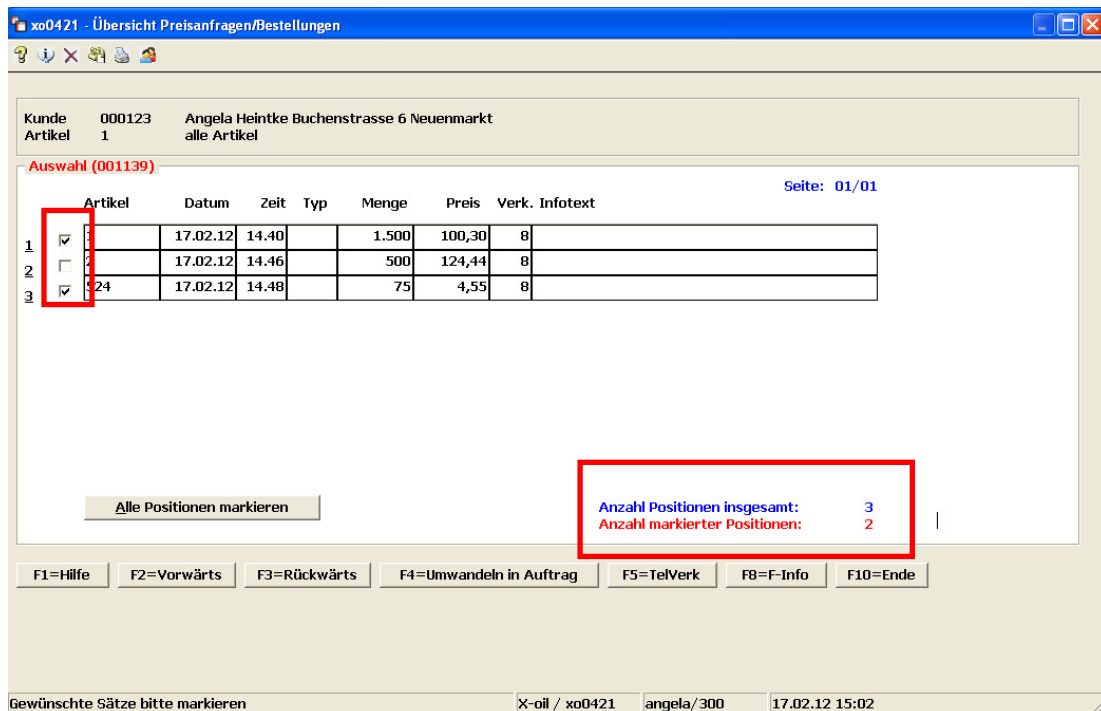 xo0421 - Übersicht Preisanfragen/Bestellungen
Kunde 000123 Angela Heintke Buchenstrasse 6 Neuenmarkt
Artikel 1 alle Artikel
Auswahl (001139)
Seite: 01/01
Artikel Datum Zeit Typ Menge Preis Verk. Infotext
1 1 17.02.12 14.40 1.500 100,30 8
2 2 17.02.12 14.46 500 124,44 8
3 524 17.02.12 14.48 75 4,55 8
Alle Positionen markieren
Anzahl Positionen insgesamt: 3
Anzahl markierter Positionen: 2
F1=Hilfe F2=Vorwärts F3=Rückwärts F4=Umwandeln in Auftrag F5=TelVerk F8=F-Info F10=Ende
Gewünschte Sätze bitte markieren X-oil / xo0421 angela/300 17.02.12 15:02